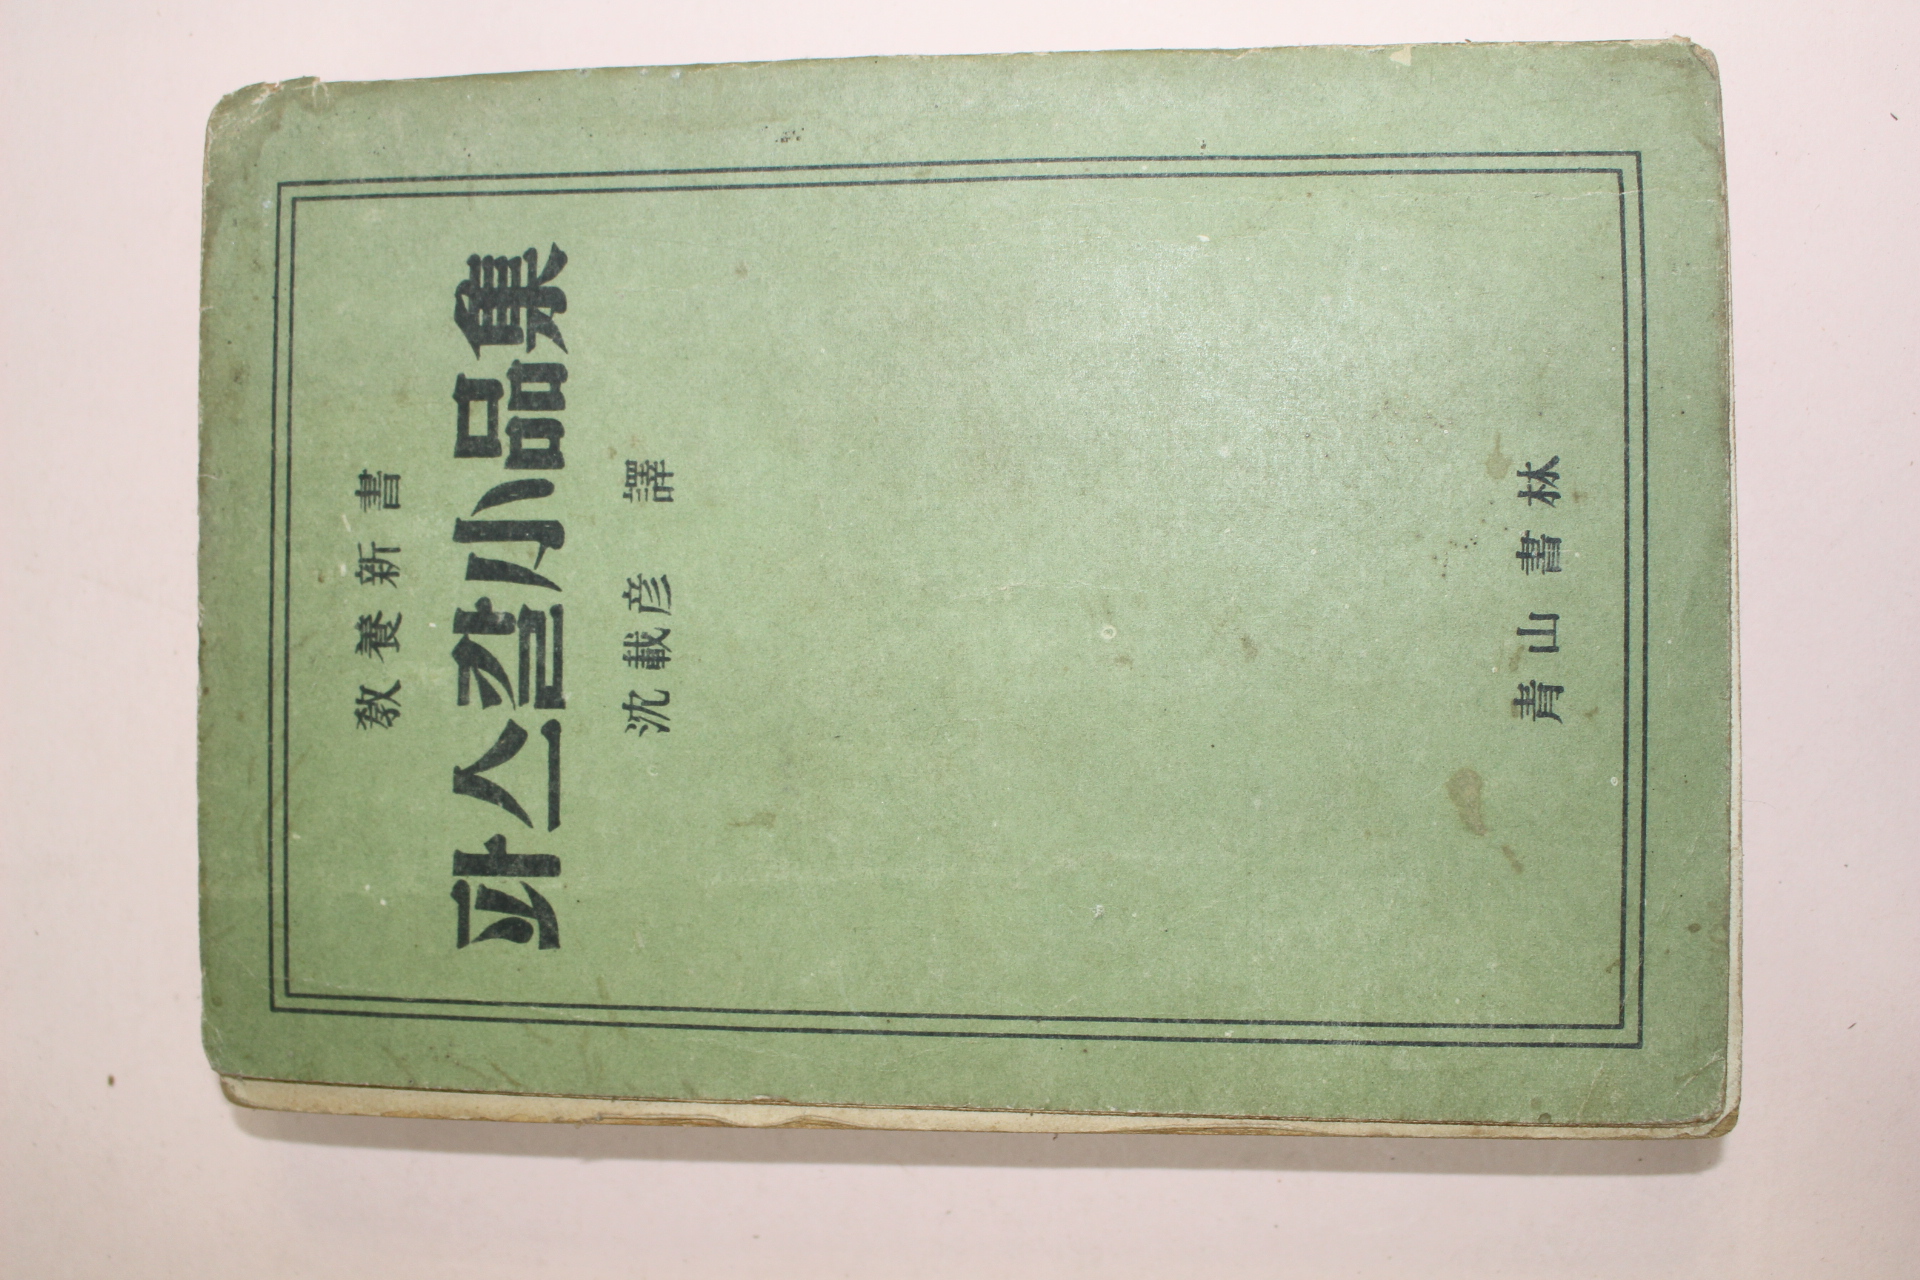 敎養新書
파스칼小品集
沈載彦 譯
靑山書林